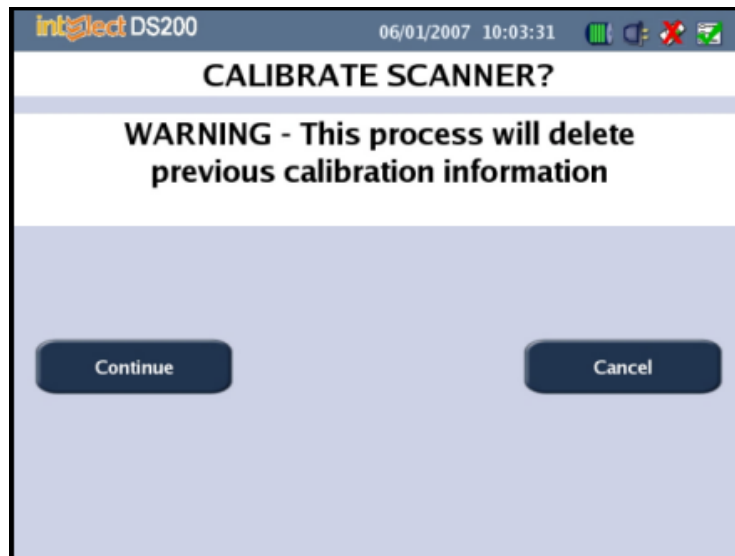 intElect DS200 06/01/2007 10:03:31
CALIBRATE SCANNER?
WARNING - This process will delete
previous calibration information
Continue Cancel